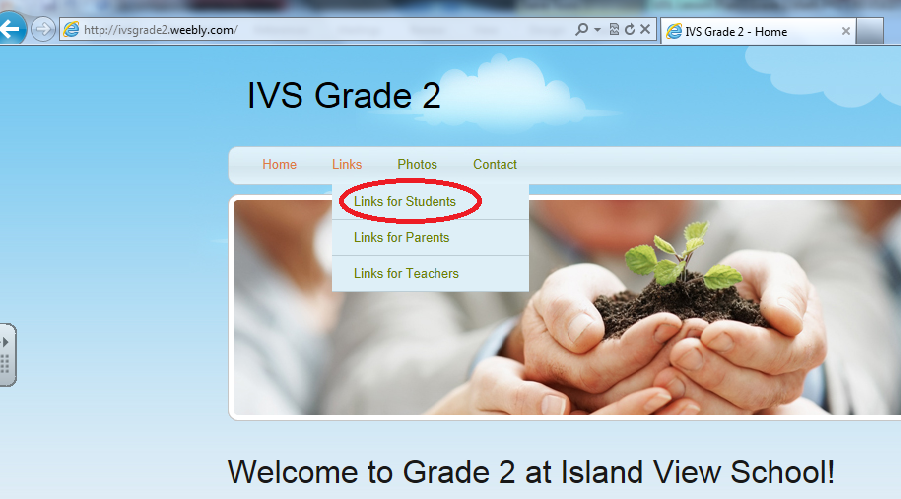 http://ivsgrade2.weebly.com/
IVS Grade 2 - Home
IVS Grade 2
Home Links Photos Contact
Links for Students
Links for Parents
Links for Teachers
Welcome to Grade 2 at Island View School!